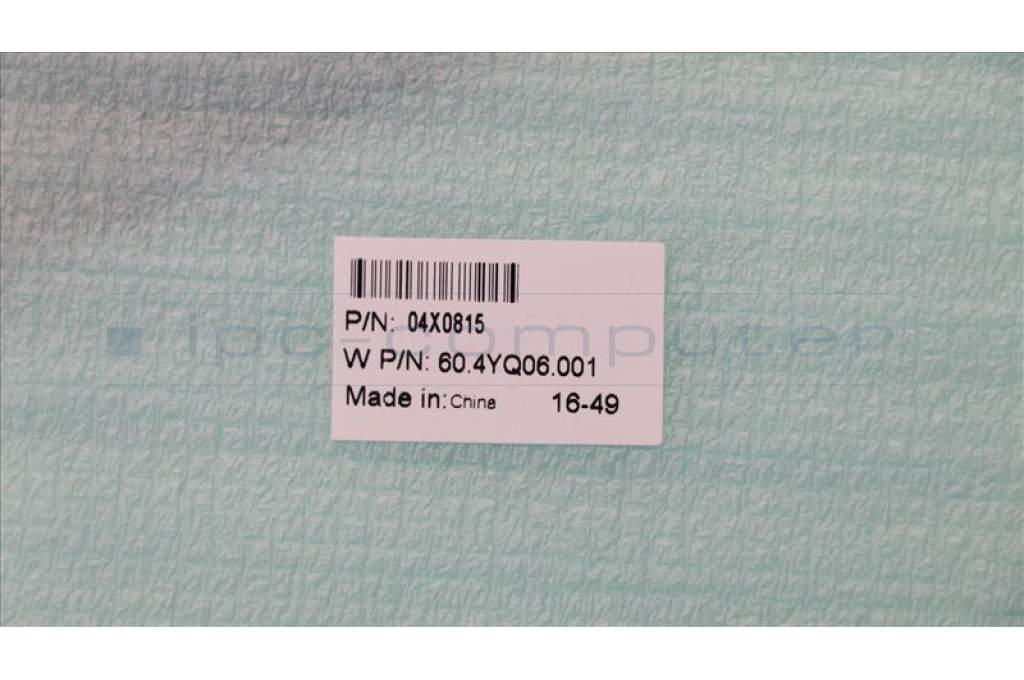 P/N: 04X0815
ipc-computer
W P/N: 60.4YQ06.001
Made in: China 16-49